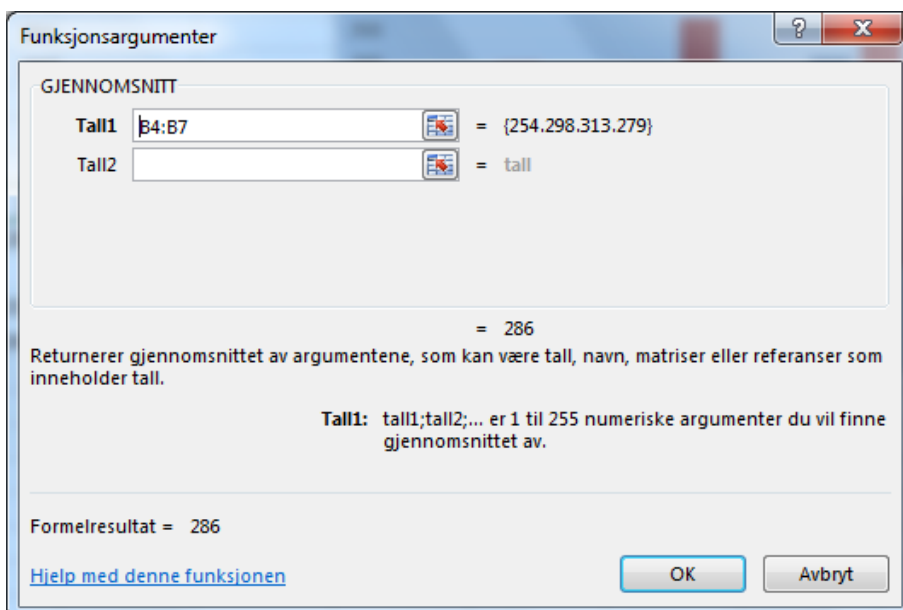 Funksjonsargumenter
GJENNOMSNITT
Tall1 B4:B7 = {254.298.313.279}
Tall2 = tall
= 286
Returnerer gjennomsnittet av argumentene, som kan være tall, navn, matriser eller referanser som
inneholder tall.
Tall1: tall1;tall2;... er 1 til 255 numeriske argumenter du vil finne
gjennomsnittet av.
Formelresultat = 286
Hjelp med denne funksjonen OK Avbryt